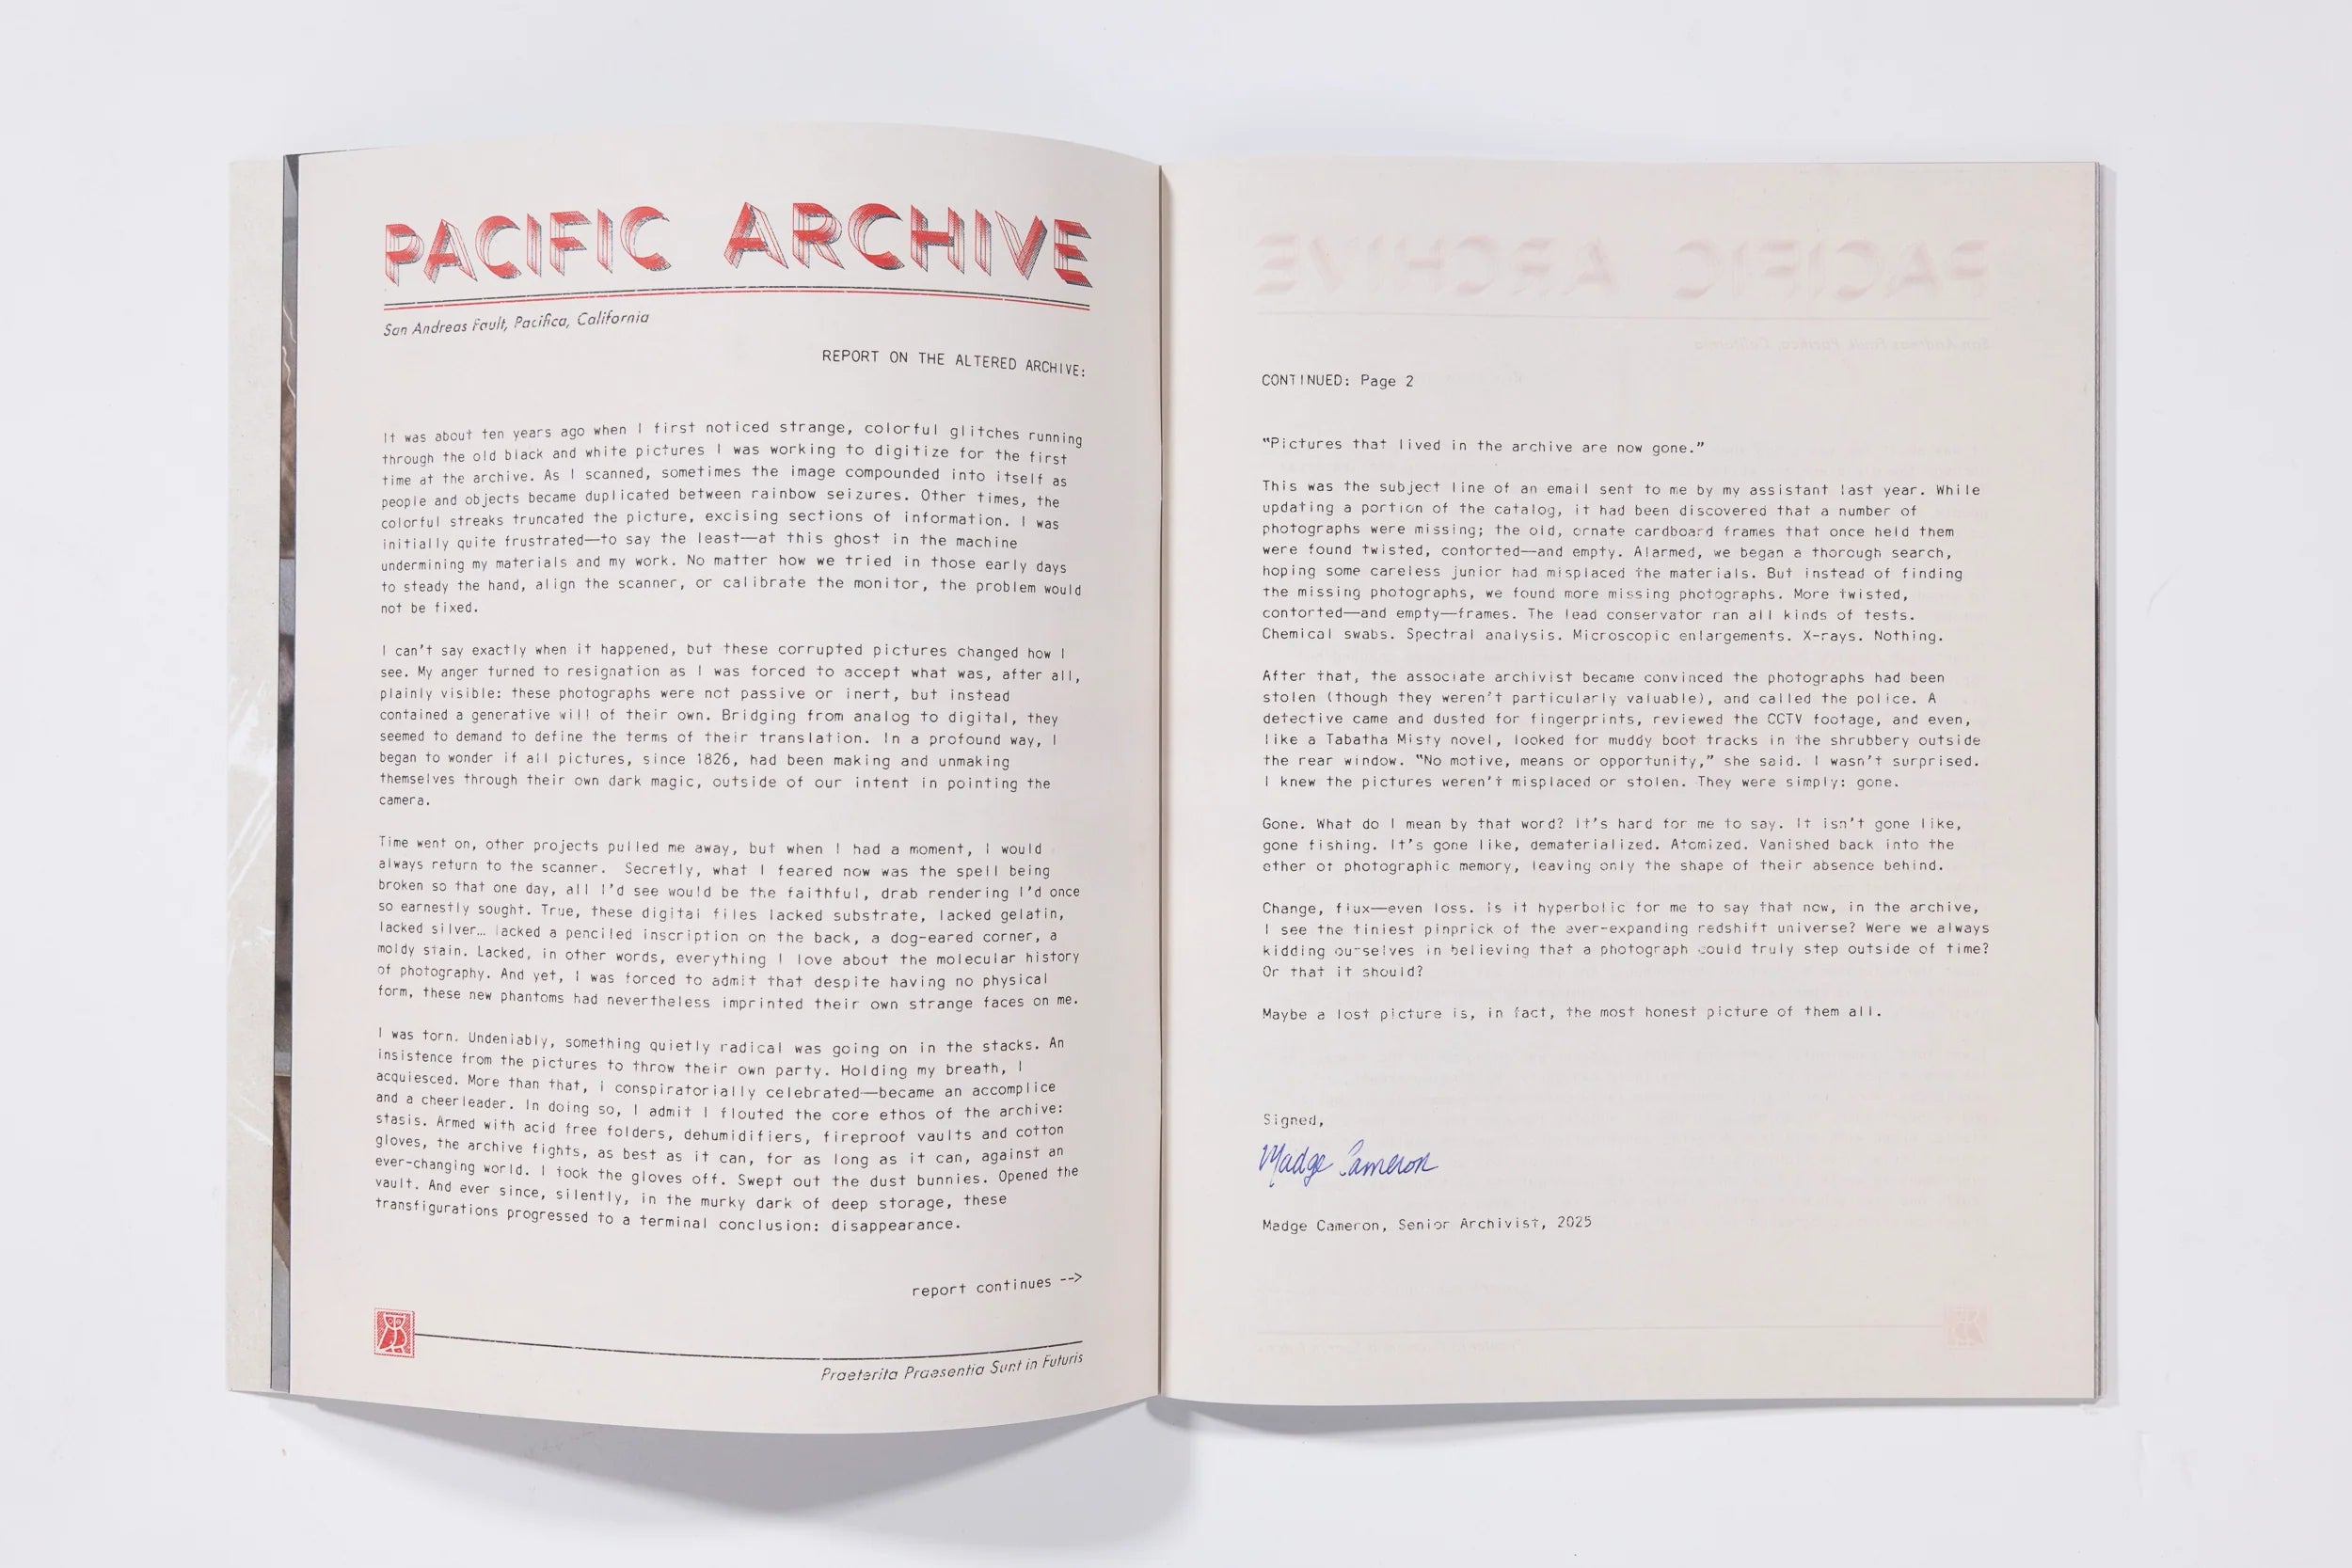 PACIFIC ARCHIVE
San Andreas Fault, Pacifica, California
REPORT ON THE ALTERED ARCHIVE:
It was about ten years ago when I first noticed strange, colorful glitches running
through the old black and white pictures I was working to digitize for the first
time at the archive. As I scanned, sometimes the image compounded into itself as
people and objects became duplicated between rainbow seizures. Other times, the
colorful streaks truncated the picture, excising sections of information. I was
initially quite frustrated—to say the least—at this ghost in the machine
undermining my materials and my work. No matter how we tried in those early days
to steady the hand, align the scanner, or calibrate the monitor, the problem would
not be fixed.
I can't say exactly when it happened, but these corrupted pictures changed how I
see. My anger turned to resignation as I was forced to accept what was, after all,
plainly visible: these photographs were not passive or inert, but instead
contained a generative will of their own. Bridging from analog to digital, they
seemed to demand to define the terms of their translation. In a profound way, I
began to wonder if all pictures, since 1826, had been making and unmaking
themselves through their own dark magic, outside of our intent in pointing the
camera.
Time went on, other projects pulled me away, but when I had a moment, I would
always return to the scanner. Secretly, what I feared now was the spell being
broken so that one day, all I'd see would be the faithful, drab rendering I'd once
so earnestly sought. True, these digital files lacked substrate, lacked gelatin,
lacked silver… lacked a penciled inscription on the back, a dog-eared corner, a
moldy stain. Lacked, in other words, everything I love about the molecular history
of photography. And yet, I was forced to admit that despite having no physical
form, these new phantoms had nevertheless imprinted their own strange faces on me.
I was torn. Undeniably, something quietly radical was going on in the stacks. An
insistence from the pictures to throw their own party. Holding my breath, I
acquiesced. More than that, i conspiratorially celebrated—became an accomplice
and a cheerleader. In doing so, I admit I flouted the core ethos of the archive:
stasis. Armed with acid free folders, dehumidifiers, fireproof vaults and cotton
gloves, the archive fights, as best as it can, for as long as it can, against an
ever-changing world. I took the gloves off. Swept out the dust bunnies. Opened the
vault. And ever since, silently, in the murky dark of deep storage, these
transfigurations progressed to a terminal conclusion: disappearance.
report continues -->
Praeterita Praesentia Sunt in Futuris
CONTINUED: Page 2
"Pictures that lived in the archive are now gone."
This was the subject line of an email sent to me by my assistant last year. While
updating a portion of the catalog, it had been discovered that a number of
photographs were missing; the old, ornate cardboard frames that once held them
were found twisted, contorted—and empty. Alarmed, we began a thorough search,
hoping some careless junior had misplaced the materials. But instead of finding
the missing photographs, we found more missing photographs. More twisted,
contorted—and empty—frames. The lead conservator ran all kinds of tests.
Chemical swabs. Spectral analysis. Microscopic enlargements. X-rays. Nothing.
After that, the associate archivist became convinced the photographs had been
stolen (though they weren't particularly valuable), and called the police. A
detective came and dusted for fingerprints, reviewed the CCTV footage, and even,
like a Tabatha Misty novel, looked for muddy boot tracks in the shrubbery outside
the rear window. "No motive, means or opportunity," she said. I wasn't surprised.
I knew the pictures weren't misplaced or stolen. They were simply: gone.
Gone. What do I mean by that word? It's hard for me to say. It isn't gone like,
gone fishing. It's gone like, dematerialized. Atomized. Vanished back into the
ether of photographic memory, leaving only the shape of their absence behind.
Change, flux—even loss. Is it hyperbolic for me to say that now, in the archive,
I see the tiniest pinprick of the ever-expanding redshift universe? Were we always
kidding ourselves in believing that a photograph could truly step outside of time?
Or that it should?
Maybe a lost picture is, in fact, the most honest picture of them all.
Signed,
Madge Cameron
Madge Cameron, Senior Archivist, 2025